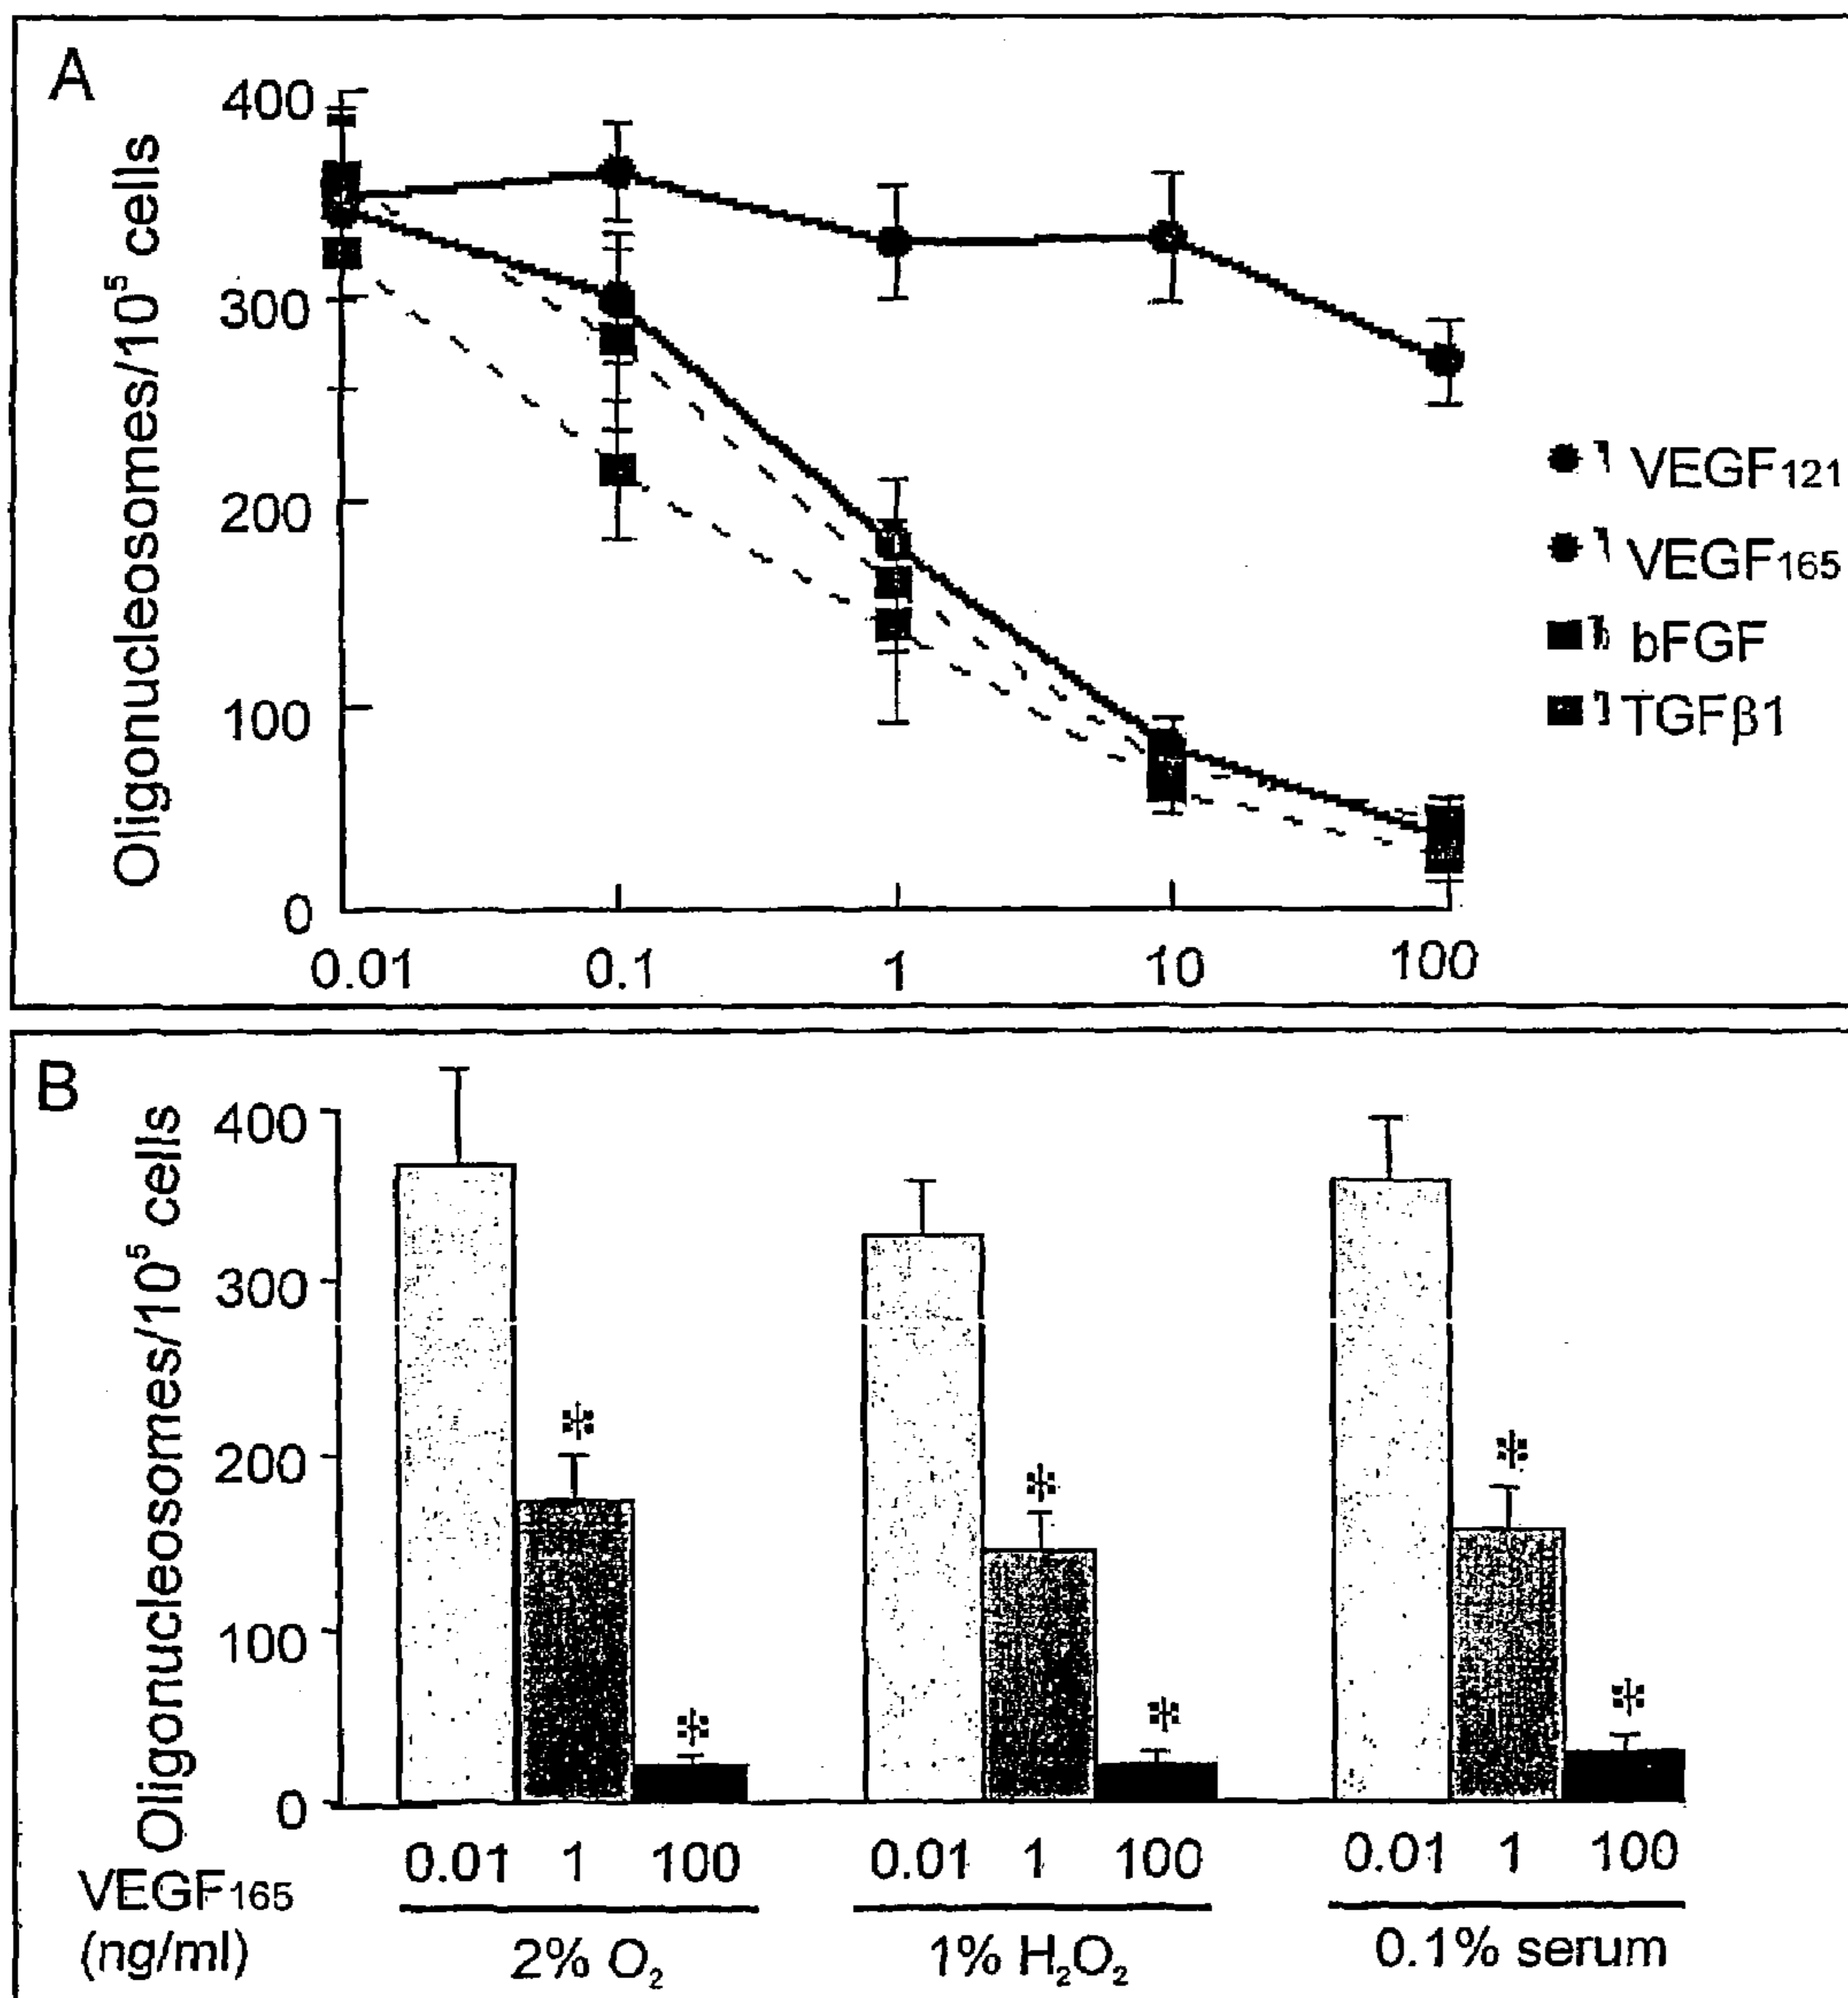 A
Oligonucleosomes/10⁵ cells
400
300
200
100
0
0.01 0.1 1 10 100
VEGF₁₂₁
VEGF₁₆₅
bFGF
TGFβ1
B
Oligonucleosomes/10⁵ cells
400
300
200
100
0
* * *
* * *
VEGF₁₆₅
(ng/ml)
0.01 1 100 0.01 1 100 0.01 1 100
2% O₂ 1% H₂O₂ 0.1% serum